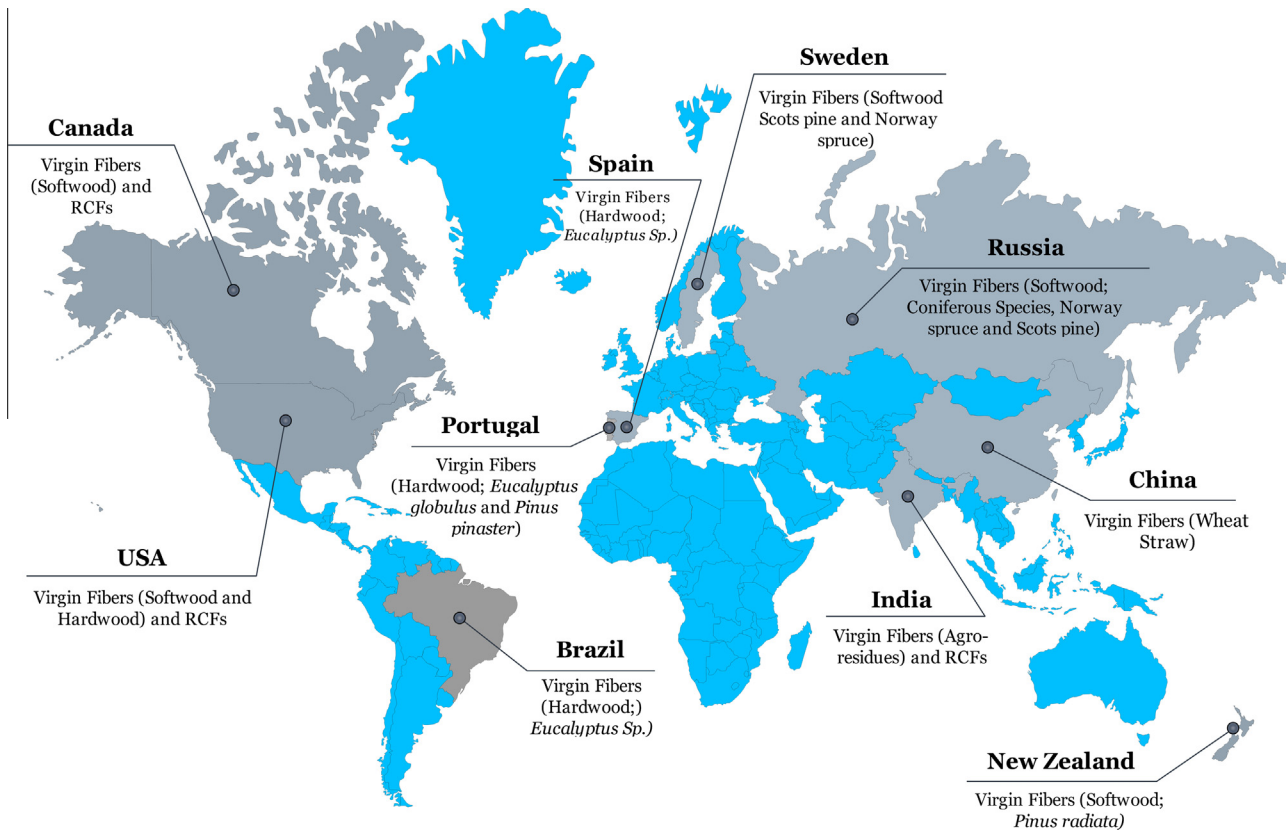 Sweden
Virgin Fibers (Softwood
Scots pine and Norway
spruce)
Canada
Virgin Fibers
(Softwood) and
RCFs
Spain
Virgin Fibers
(Hardwood;
Eucalyptus Sp.)
Russia
Virgin Fibers (Softwood;
Coniferous Species, Norway
spruce and Scots pine)
Portugal
Virgin Fibers
(Hardwood; Eucalyptus
globulus and Pinus
pinaster)
China
Virgin Fibers (Wheat
Straw)
USA
Virgin Fibers (Softwood and
Hardwood) and RCFs
India
Virgin Fibers (Agro-
residues) and RCFs
Brazil
Virgin Fibers
(Hardwood;)
Eucalyptus Sp.)
New Zealand
Virgin Fibers (Softwood;
Pinus radiata)